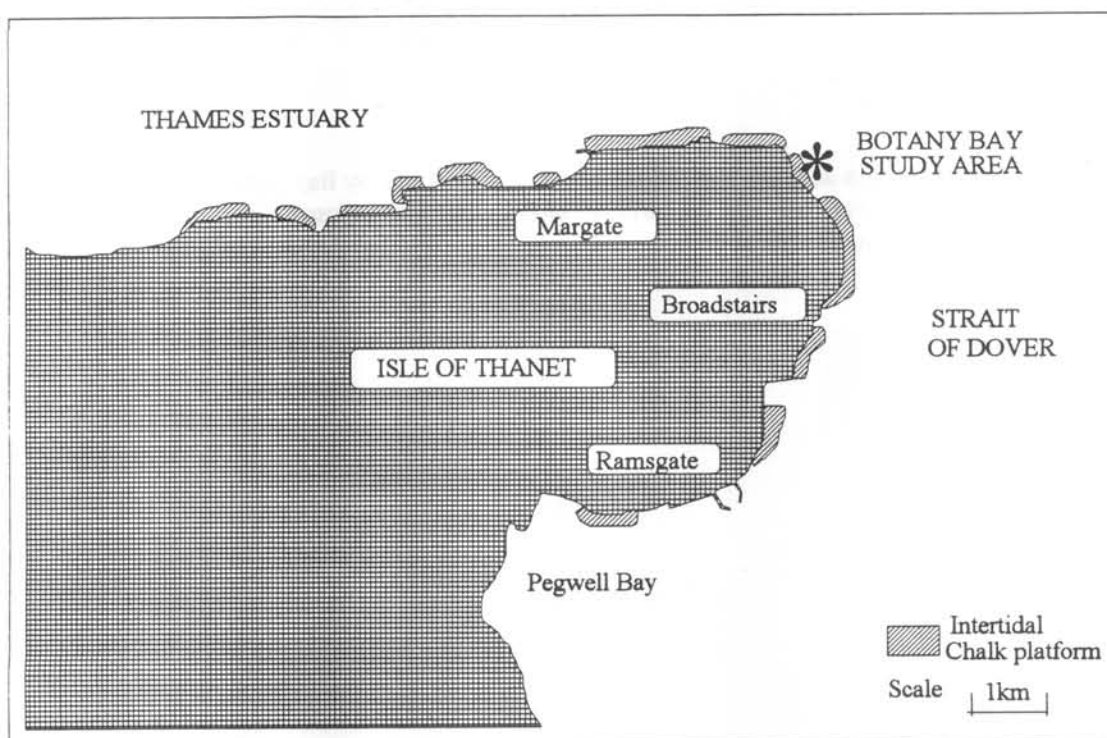 THAMES ESTUARY
BOTANY BAY
STUDY AREA
Margate
Broadstairs
STRAIT
OF DOVER
ISLE OF THANET
Ramsgate
Pegwell Bay
Intertidal
Chalk platform
Scale
1km